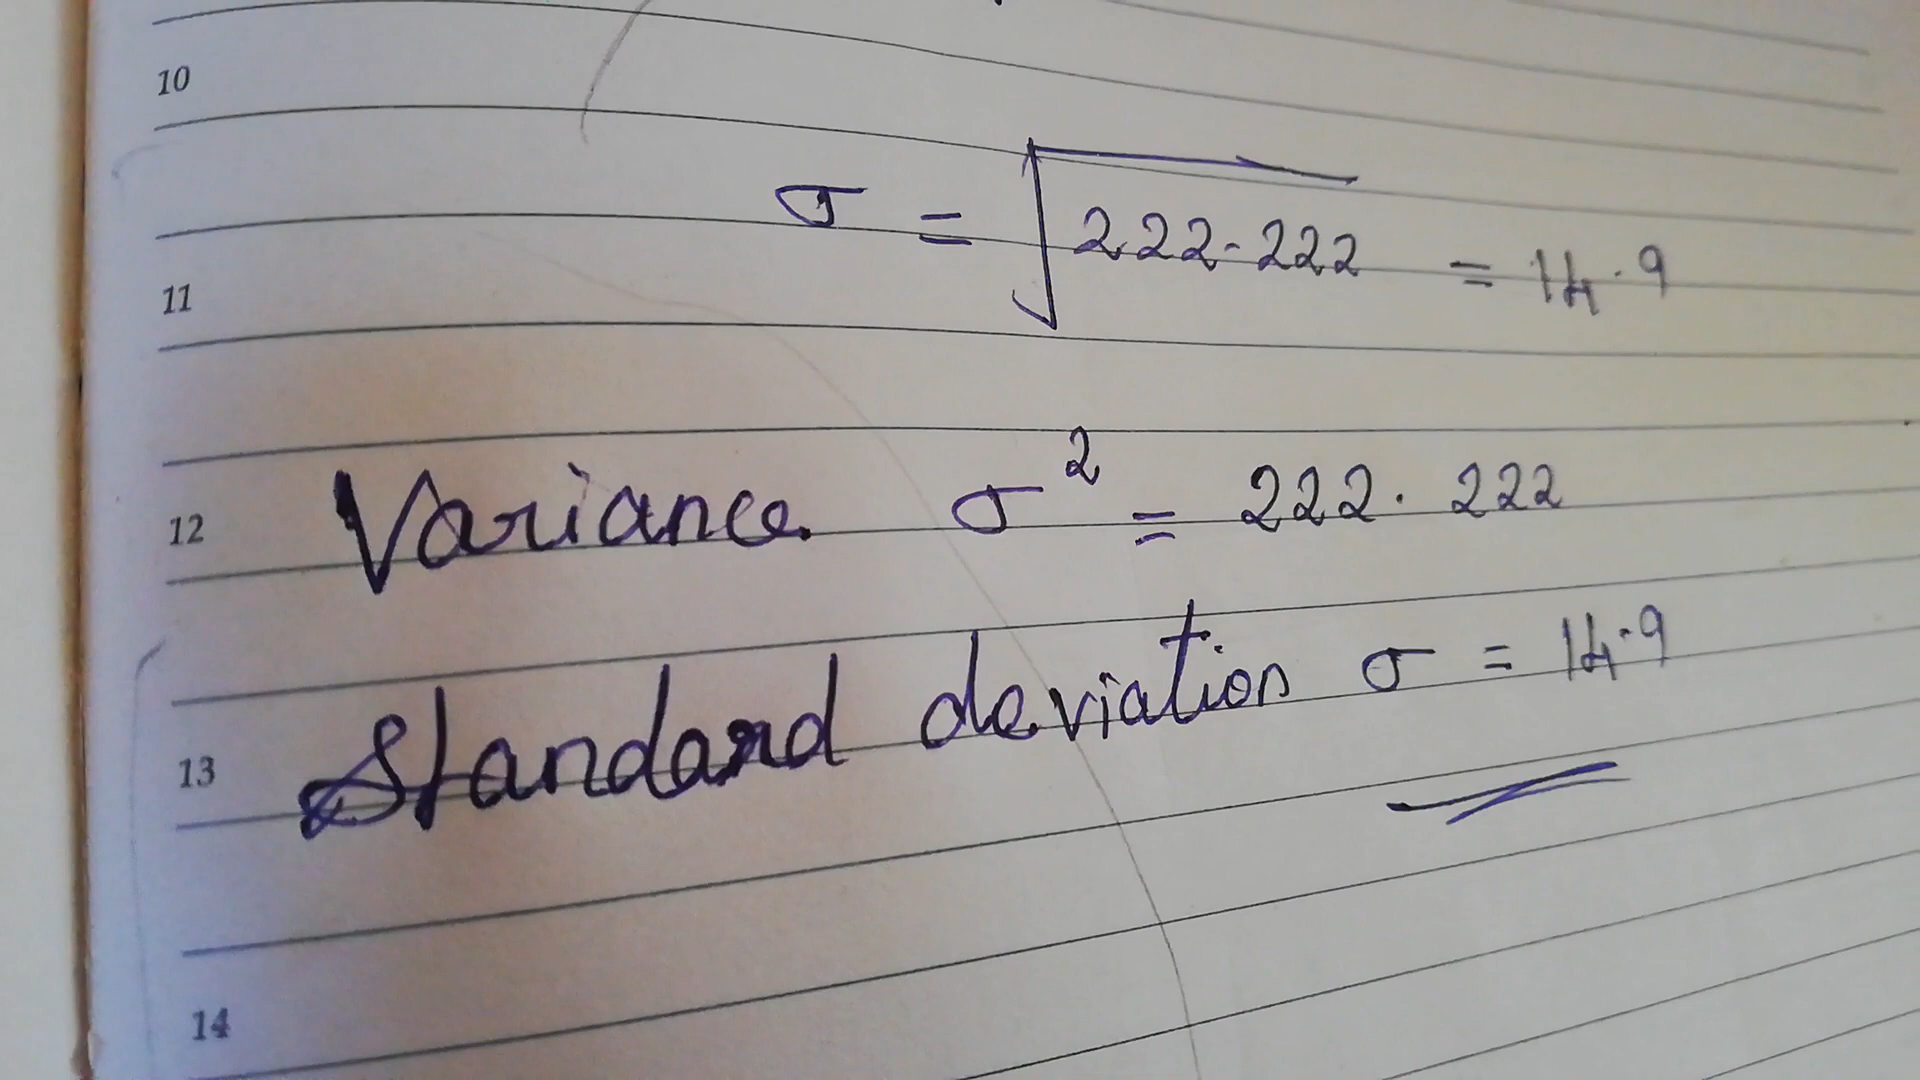 10
σ = √222.222 = 14.9
11
12 Variance σ² = 222.222
13 Standard deviation σ = 14.9
14